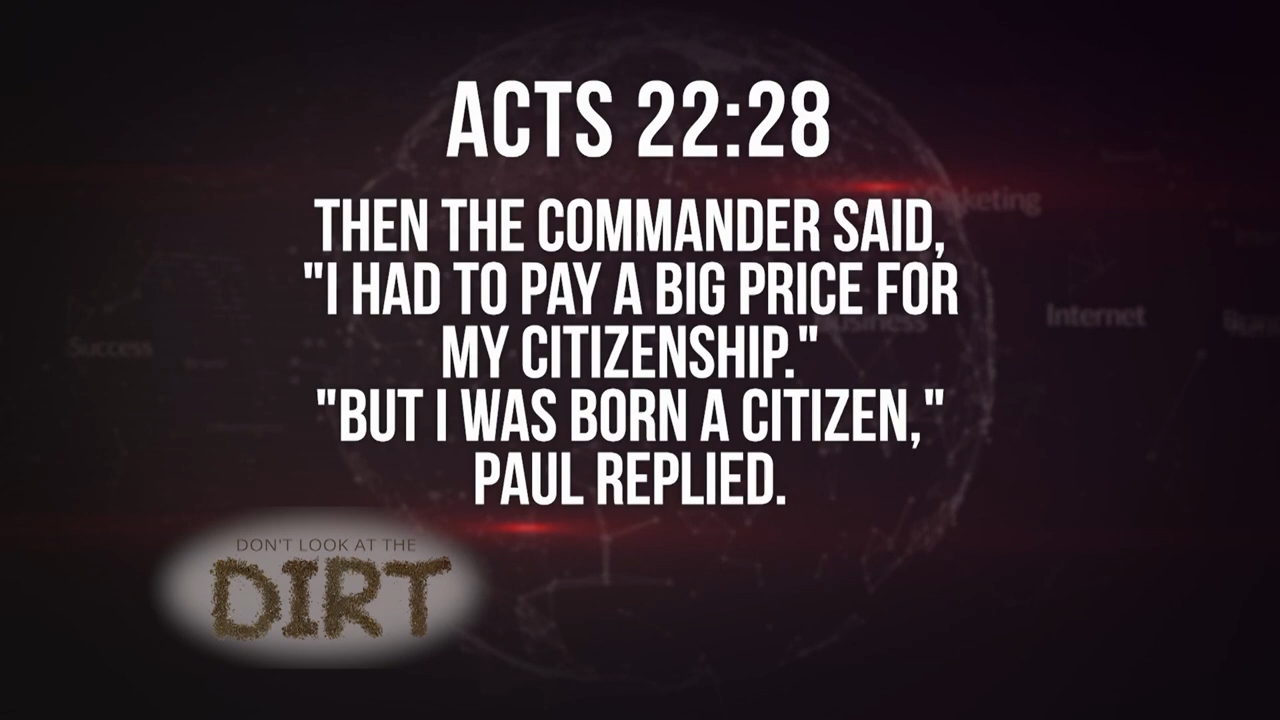 ACTS 22:28
THEN THE COMMANDER SAID,
"I HAD TO PAY A BIG PRICE FOR
MY CITIZENSHIP."
"BUT I WAS BORN A CITIZEN,"
PAUL REPLIED.
DON'T LOOK AT THE
DIRT
Internet
Success